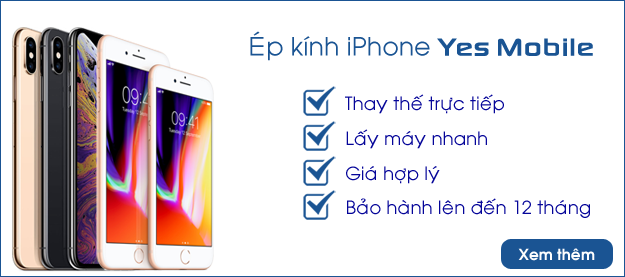 Ép kính iPhone Yes Mobile
Thay thế trực tiếp
Lấy máy nhanh
Giá hợp lý
Bảo hành lên đến 12 tháng
Xem thêm